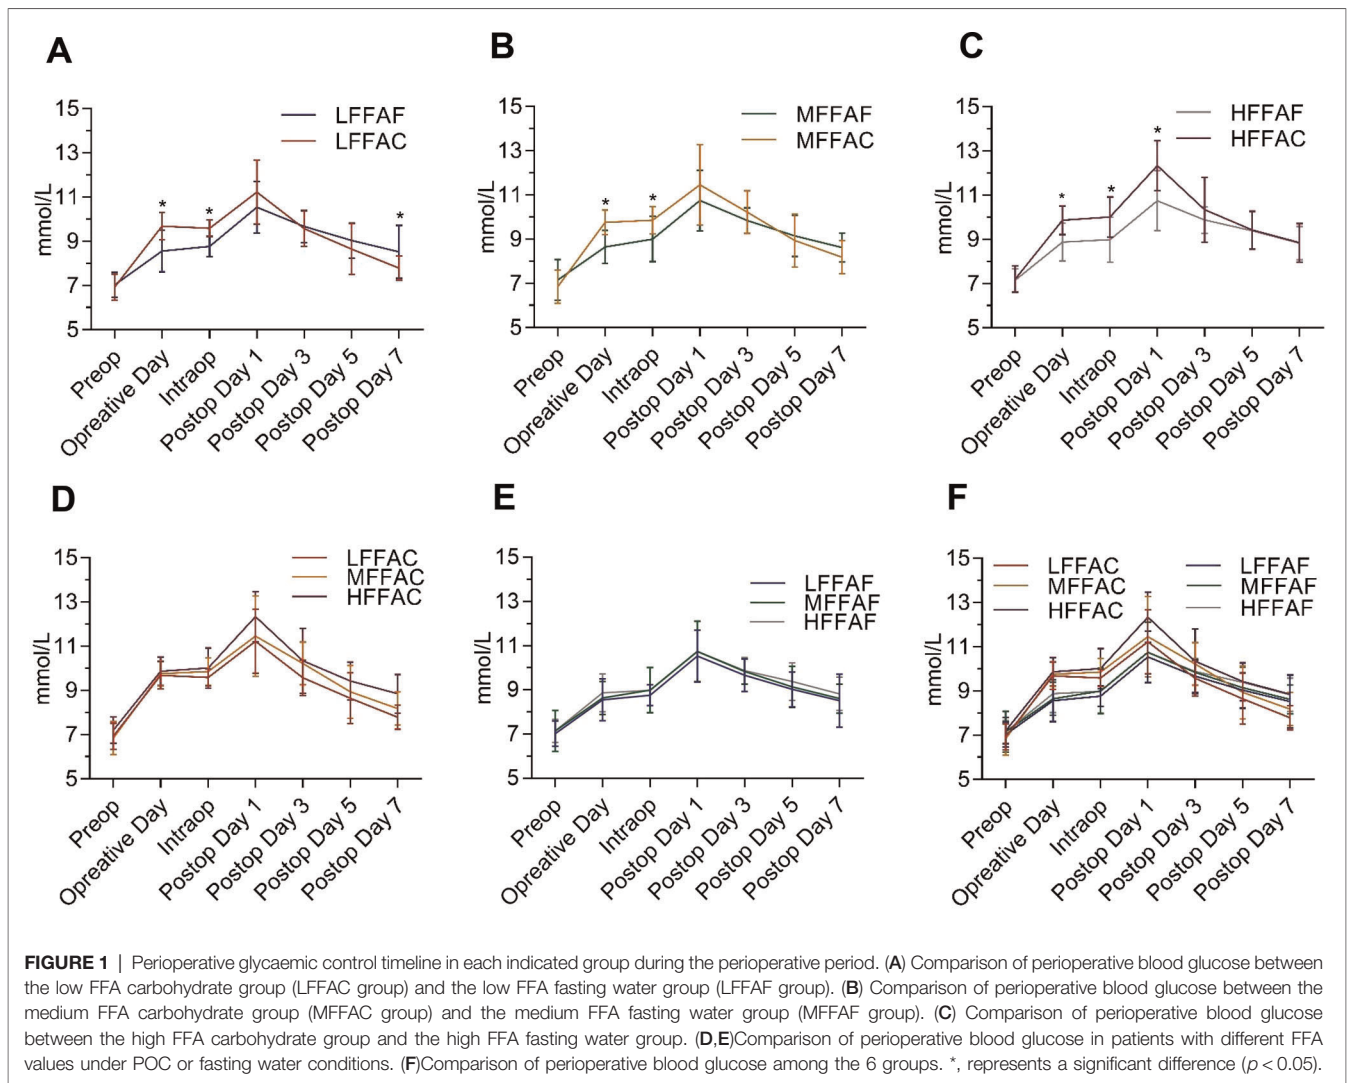 A
B
C
15
13
11
9
7
5
mmol/L
LFFAF
LFFAC
*
*
*
Preop
Opreative Day
Intraop
Postop Day 1
Postop Day 3
Postop Day 5
Postop Day 7
15
13
11
9
7
5
mmol/L
MFFAF
MFFAC
*
*
Preop
Opreative Day
Intraop
Postop Day 1
Postop Day 3
Postop Day 5
Postop Day 7
15
13
11
9
7
5
mmol/L
HFFAF
HFFAC
*
*
*
Preop
Opreative Day
Intraop
Postop Day 1
Postop Day 3
Postop Day 5
Postop Day 7
D
E
F
15
13
11
9
7
5
mmol/L
LFFAC
MFFAC
HFFAC
Preop
Opreative Day
Intraop
Postop Day 1
Postop Day 3
Postop Day 5
Postop Day 7
15
13
11
9
7
5
mmol/L
LFFAF
MFFAF
HFFAF
Preop
Opreative Day
Intraop
Postop Day 1
Postop Day 3
Postop Day 5
Postop Day 7
15
13
11
9
7
5
mmol/L
LFFAC LFFAF
MFFAC MFFAF
HFFAC HFFAF
Preop
Opreative Day
Intraop
Postop Day 1
Postop Day 3
Postop Day 5
Postop Day 7
FIGURE 1 | Perioperative glycaemic control timeline in each indicated group during the perioperative period. (A) Comparison of perioperative blood glucose between
the low FFA carbohydrate group (LFFAC group) and the low FFA fasting water group (LFFAF group). (B) Comparison of perioperative blood glucose between the
medium FFA carbohydrate group (MFFAC group) and the medium FFA fasting water group (MFFAF group). (C) Comparison of perioperative blood glucose
between the high FFA carbohydrate group and the high FFA fasting water group. (D,E)Comparison of perioperative blood glucose in patients with different FFA
values under POC or fasting water conditions. (F)Comparison of perioperative blood glucose among the 6 groups. *, represents a significant difference (p < 0.05).